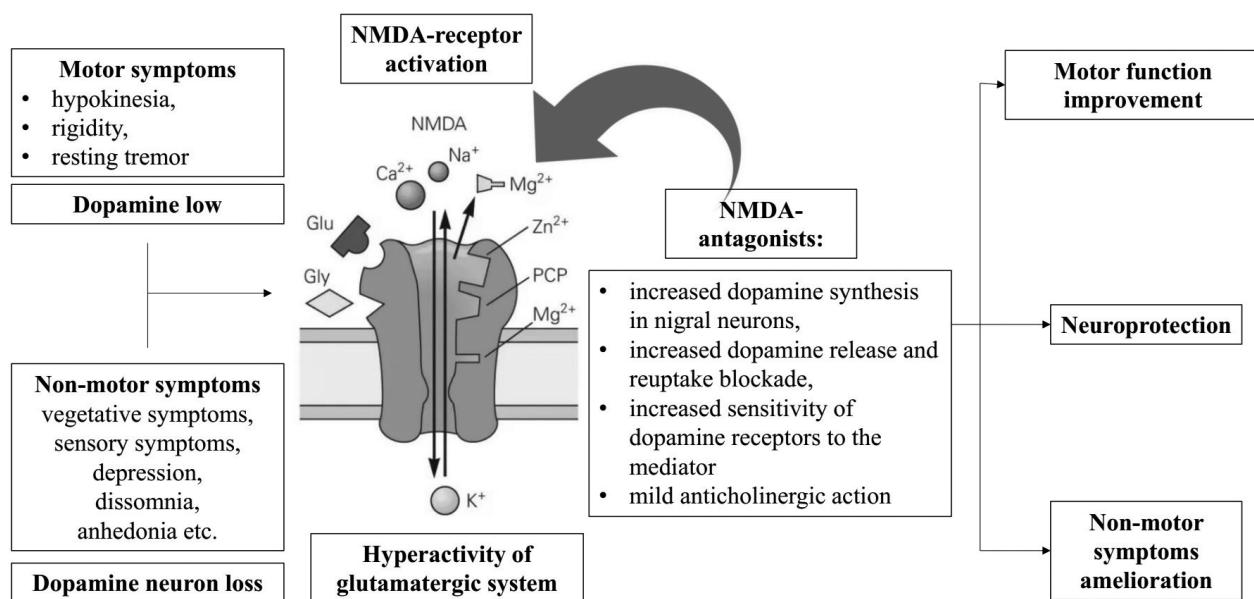 Motor symptoms
• hypokinesia,
• rigidity,
• resting tremor
Dopamine low
Non-motor symptoms
vegetative symptoms,
sensory symptoms,
depression,
dissomnia,
anhedonia etc.
Dopamine neuron loss
NMDA-receptor
activation
NMDA
Na⁺
Ca²⁺
Mg²⁺
Glu
Zn²⁺
Gly
PCP
Mg²⁺
K⁺
Hyperactivity of
glutamatergic system
NMDA-
antagonists:
• increased dopamine synthesis
in nigral neurons,
• increased dopamine release and
reuptake blockade,
• increased sensitivity of
dopamine receptors to the
mediator
• mild anticholinergic action
Motor function
improvement
Neuroprotection
Non-motor
symptoms
amelioration